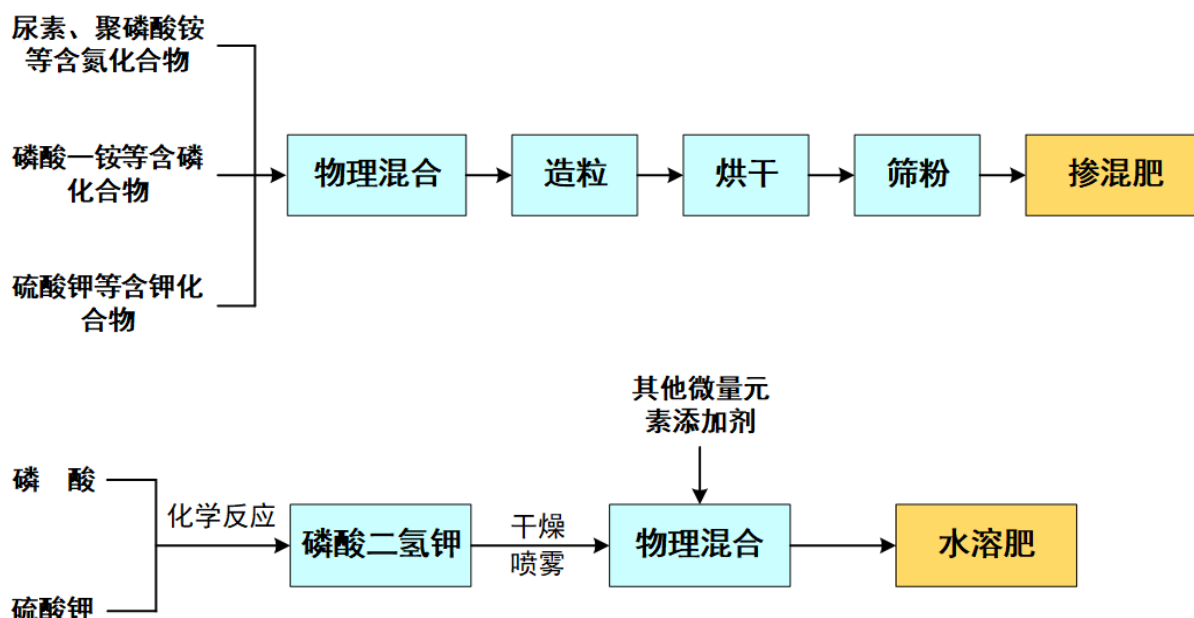 尿素、聚磷酸铵
等含氮化合物
磷酸一铵等含磷
化合物
硫酸钾等含钾化
合物
物理混合
造粒
烘干
筛粉
掺混肥
其他微量元
素添加剂
磷 酸
硫酸钾
化学反应
磷酸二氢钾
干燥
喷雾
物理混合
水溶肥